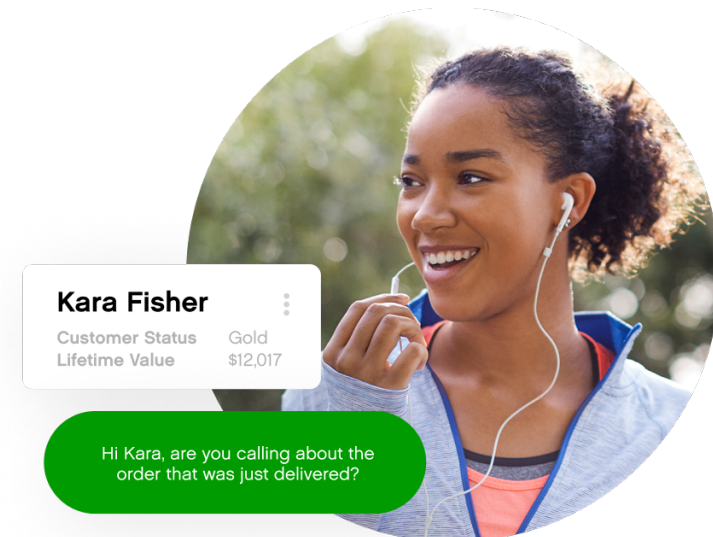 Kara Fisher
Customer Status Gold
Lifetime Value $12,017
Hi Kara, are you calling about the
order that was just delivered?